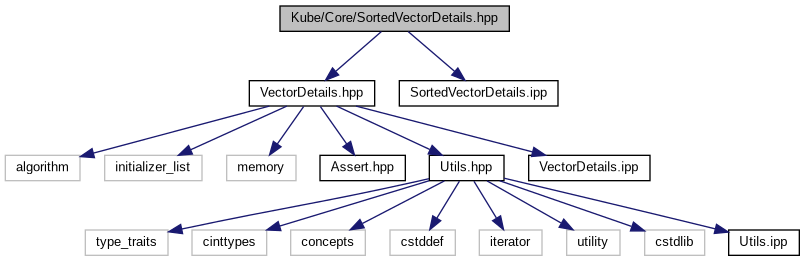 Kube/Core/SortedVectorDetails.hpp
VectorDetails.hpp
SortedVectorDetails.ipp
algorithm
initializer_list
memory
Assert.hpp
Utils.hpp
VectorDetails.ipp
type_traits
cinttypes
concepts
cstddef
iterator
utility
cstdlib
Utils.ipp